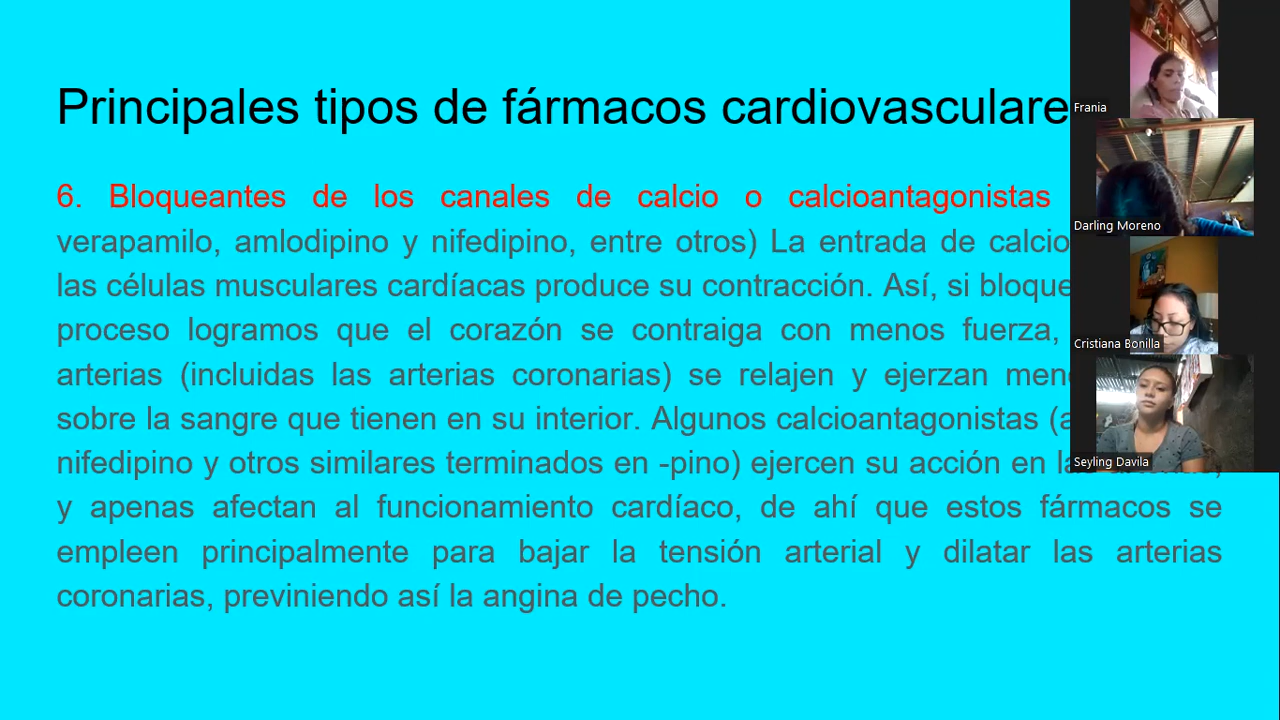 Principales tipos de fármacos cardiovasculare
6. Bloqueantes de los canales de calcio o calcioantagonistas
verapamilo, amlodipino y nifedipino, entre otros) La entrada de calcio
las células musculares cardíacas produce su contracción. Así, si bloque
proceso logramos que el corazón se contraiga con menos fuerza,
arterias (incluidas las arterias coronarias) se relajen y ejerzan men
sobre la sangre que tienen en su interior. Algunos calcioantagonistas (a
nifedipino y otros similares terminados en -pino) ejercen su acción en
y apenas afectan al funcionamiento cardíaco, de ahí que estos fármacos se
empleen principalmente para bajar la tensión arterial y dilatar las arterias
coronarias, previniendo así la angina de pecho.
Frania
Darling Moreno
Cristiana Bonilla
Seyling Davila